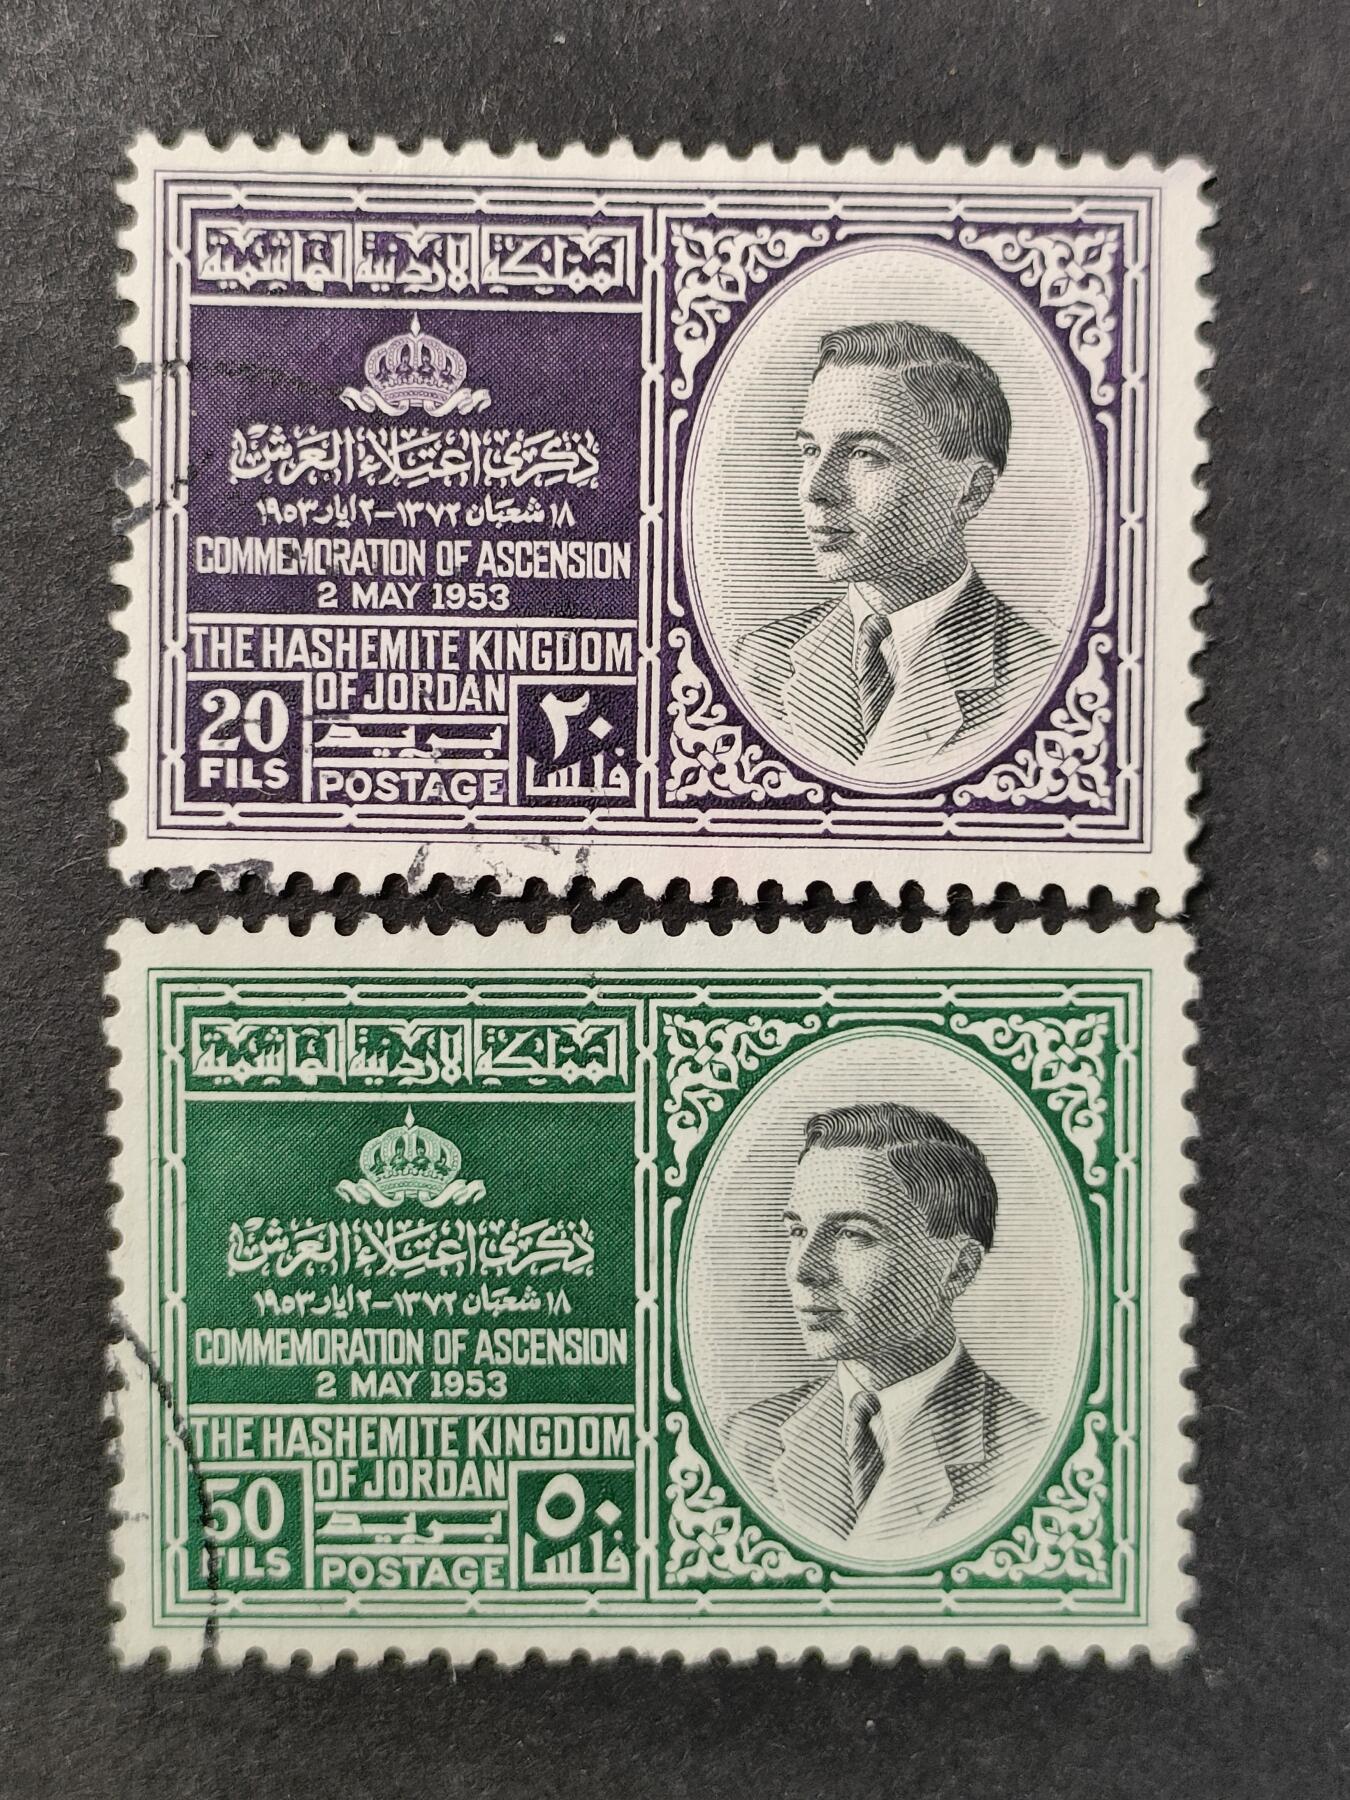 المملكة الاردنية الهاشمية
ذكرى اعتلاء العرش
١٨ شعبان ١٣٧٢ - ٢ ايار ١٩٥٣
COMMEMORATION OF ASCENSION
2 MAY 1953
THE HASHEMITE KINGDOM
OF JORDAN
20
FILS
بريد
POSTAGE
٢٠
فلسا
المملكة الاردنية الهاشمية
ذكرى اعتلاء العرش
١٨ شعبان ١٣٧٢ - ٢ ايار ١٩٥٣
COMMEMORATION OF ASCENSION
2 MAY 1953
THE HASHEMITE KINGDOM
OF JORDAN
50
FILS
بريد
POSTAGE
٥٠
فلسا